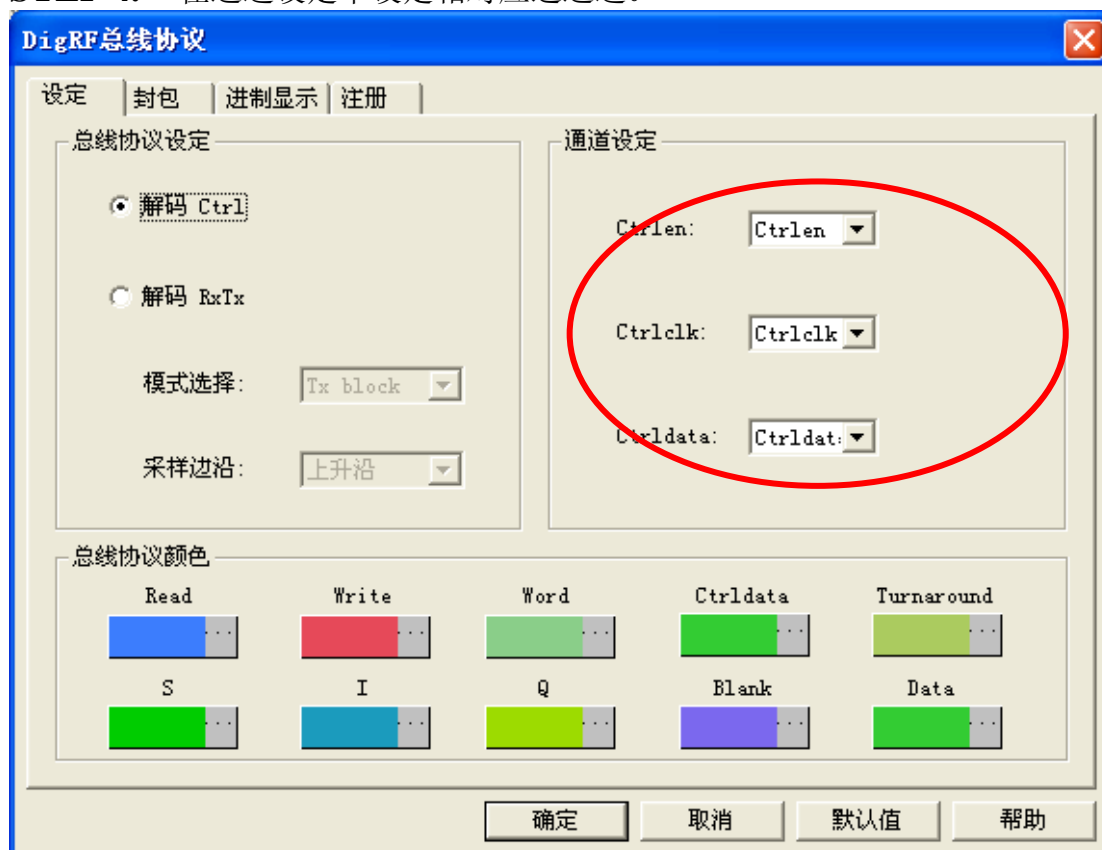 DigRF总线协议
设定 封包 进制显示 注册
总线协议设定
解码 Ctrl
解码 RxTx
模式选择: Tx block
采样边沿: 上升沿
通道设定
Ctrlen: Ctrlen
Ctrlclk: Ctrlclk
Ctrldata: Ctrldat
总线协议颜色
Read Write Word Ctrldata Turnaround
... ... ... ... ...
S I Q Blank Data
... ... ... ... ...
确定 取消 默认值 帮助